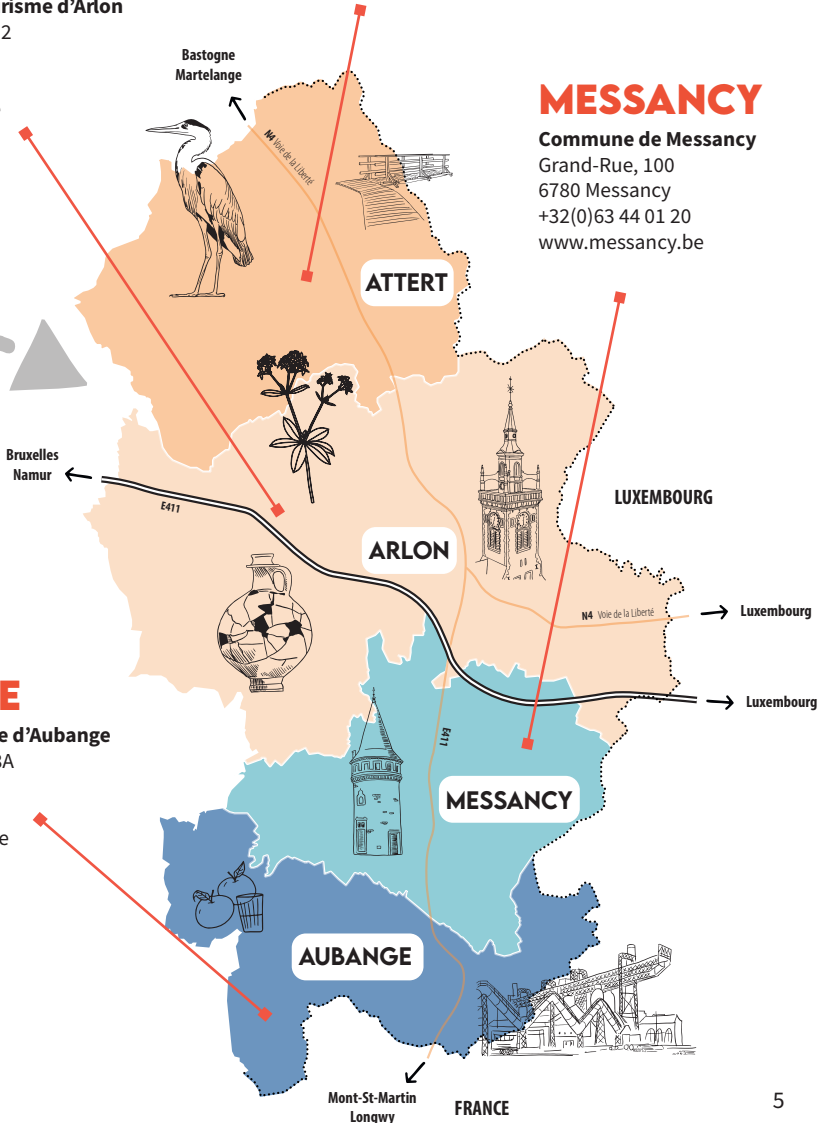 risme d'Arlon
2
Bastogne
Martelange
MESSANCY
Commune de Messancy
Grand-Rue, 100
6780 Messancy
+32(0)63 44 01 20
www.messancy.be
N4 Voie de la Liberté
ATTERT
Bruxelles
Namur
E411
LUXEMBOURG
ARLON
N4 Voie de la Liberté
Luxembourg
Luxembourg
E
e d'Aubange
BA
e
E411
MESSANCY
AUBANGE
Mont-St-Martin
Longwy
FRANCE
5